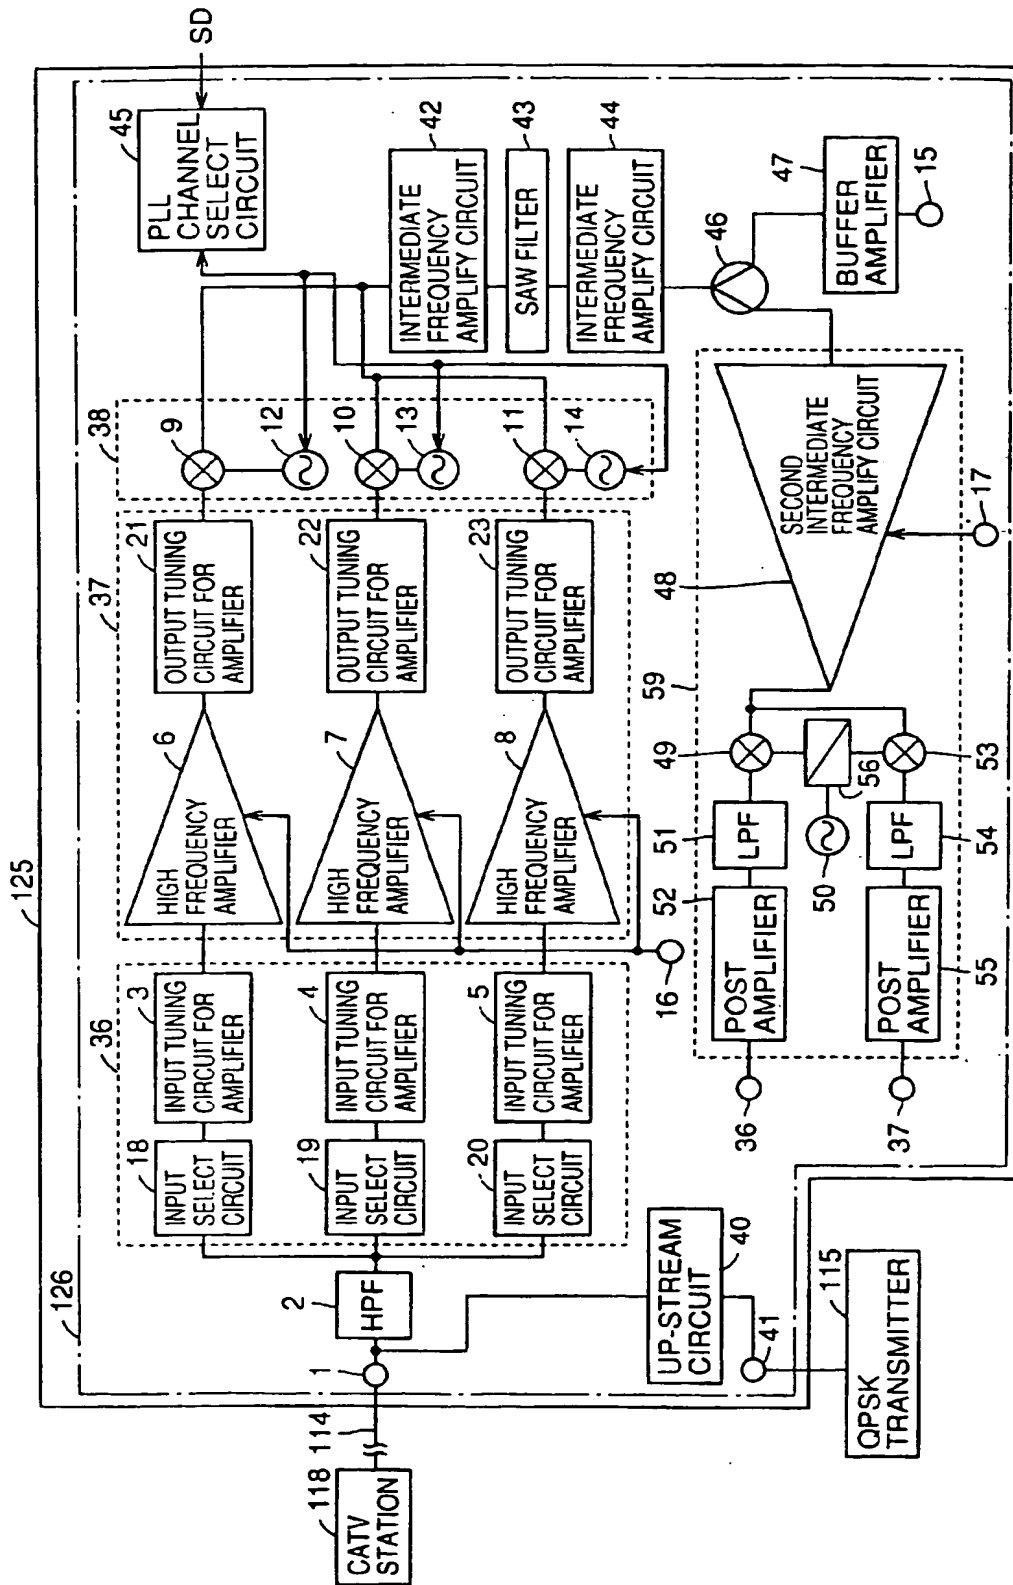 125
126
118
CATV
STATION
114
1
2
HPF
36
18
INPUT
SELECT
CIRCUIT
3
INPUT TUNING
CIRCUIT FOR
AMPLIFIER
19
INPUT
SELECT
CIRCUIT
4
INPUT TUNING
CIRCUIT FOR
AMPLIFIER
20
INPUT
SELECT
CIRCUIT
5
INPUT TUNING
CIRCUIT FOR
AMPLIFIER
37
6
HIGH
FREQUENCY
AMPLIFIER
21
OUTPUT TUNING
CIRCUIT FOR
AMPLIFIER
7
HIGH
FREQUENCY
AMPLIFIER
22
OUTPUT TUNING
CIRCUIT FOR
AMPLIFIER
8
HIGH
FREQUENCY
AMPLIFIER
23
OUTPUT TUNING
CIRCUIT FOR
AMPLIFIER
16
38
9
12
10
13
11
14
45
PLL
CHANNEL
SELECT
CIRCUIT
SD
42
INTERMEDIATE
FREQUENCY
AMPLIFY CIRCUIT
43
SAW FILTER
44
INTERMEDIATE
FREQUENCY
AMPLIFY CIRCUIT
46
47
BUFFER
AMPLIFIER
15
40
UP-STREAM
CIRCUIT
41
115
QPSK
TRANSMITTER
59
48
SECOND
INTERMEDIATE
FREQUENCY
AMPLIFY CIRCUIT
17
49
56
53
50
51
LPF
54
LPF
52
POST
AMPLIFIER
55
POST
AMPLIFIER
36
37